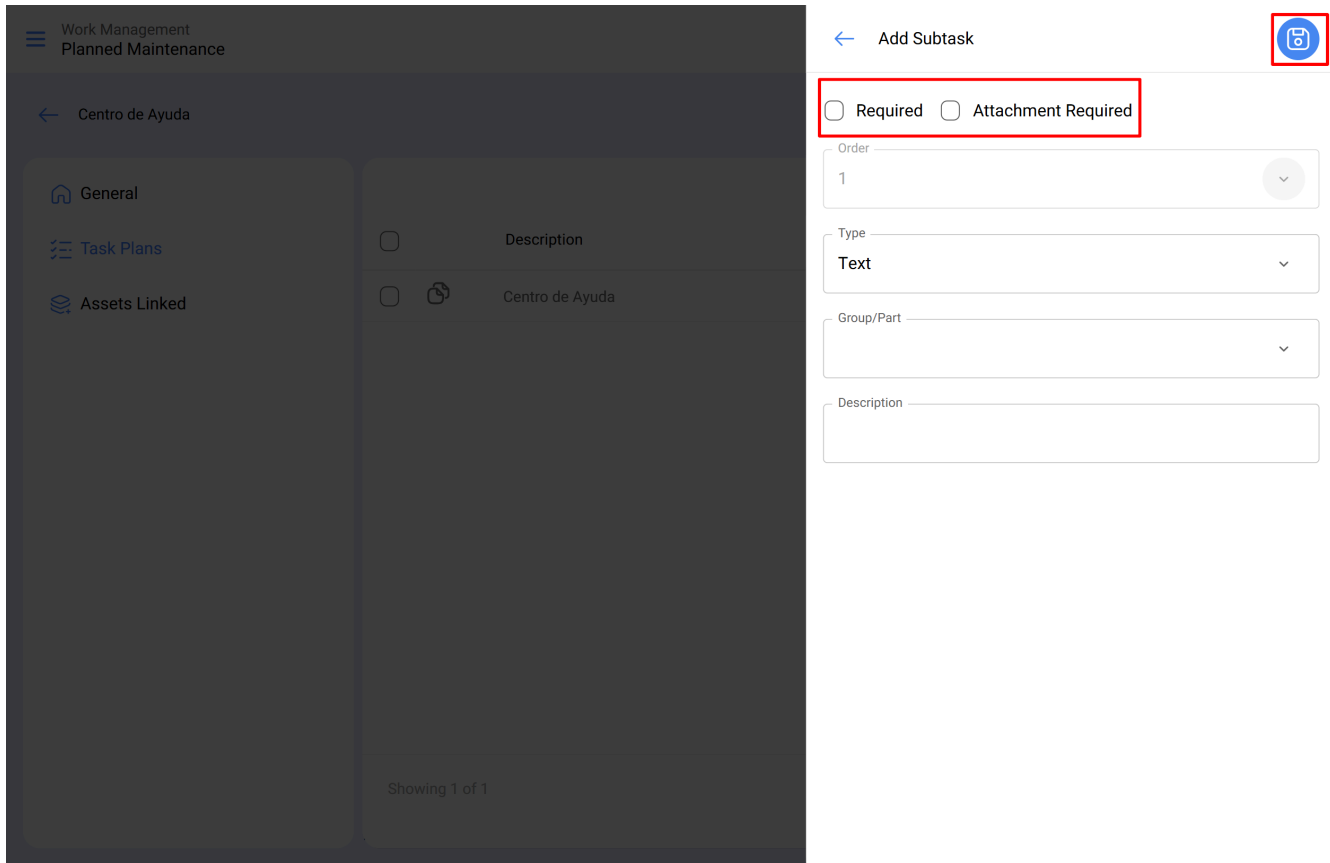 Work Management
Planned Maintenance
Centro de Ayuda
General
Task Plans
Assets Linked
Description
Centro de Ayuda
Showing 1 of 1
Add Subtask
Required Attachment Required
Order
1
Type
Text
Group/Part
Description